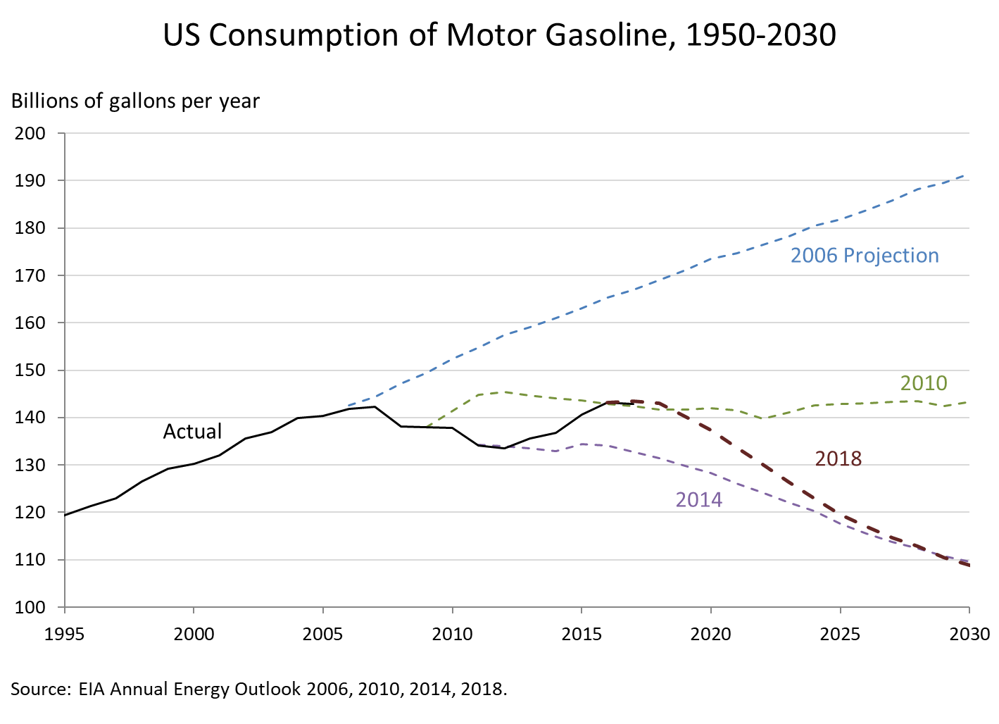 US Consumption of Motor Gasoline, 1950-2030
Billions of gallons per year
200
190
180
170
160
150
140
130
120
110
100
2006 Projection
2010
Actual
2018
2014
1995 2000 2005 2010 2015 2020 2025 2030
Source: EIA Annual Energy Outlook 2006, 2010, 2014, 2018.